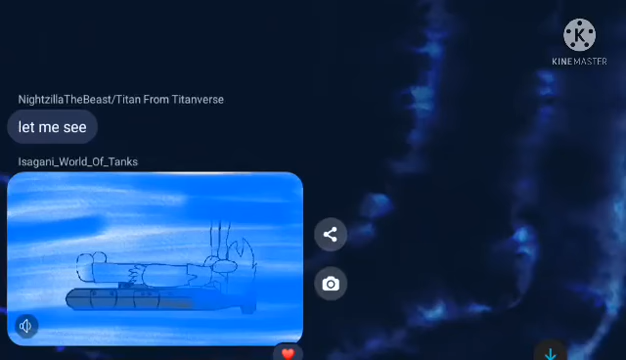 K
KINEMASTER
NightzillaTheBeast/Titan From Titanverse
let me see
Isagani_World_Of_Tanks